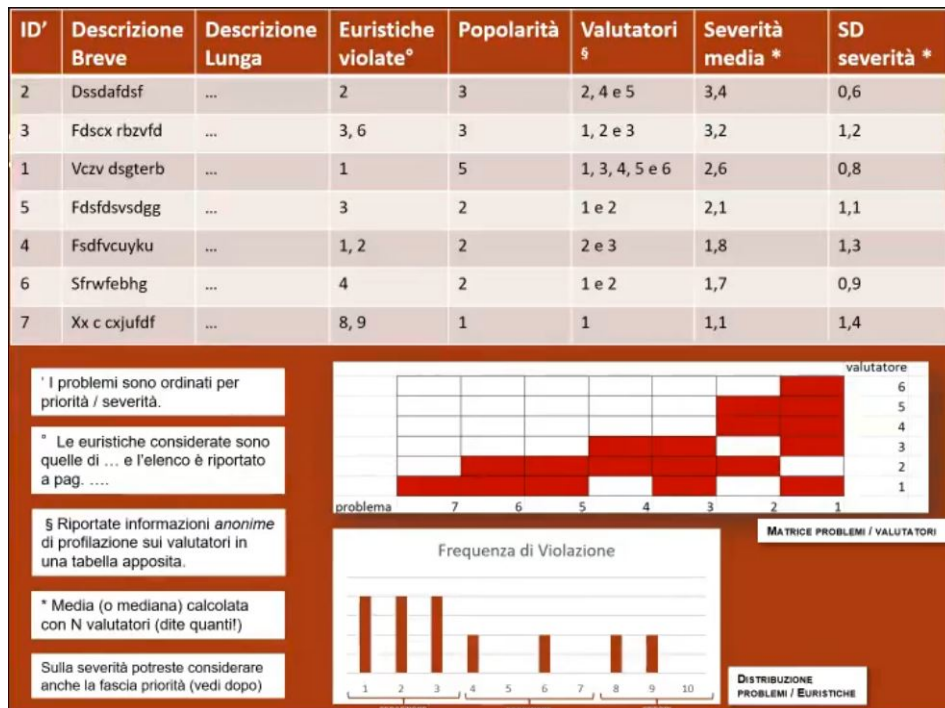 ID' Descrizione Breve Descrizione Lunga Euristiche violate° Popolarità Valutatori § Severità media * SD severità *
2 Dssdafdsf ... 2 3 2, 4 e 5 3,4 0,6
3 Fdscx rbzvfd ... 3, 6 3 1, 2 e 3 3,2 1,2
1 Vczv dsgterb ... 1 5 1, 3, 4, 5 e 6 2,6 0,8
5 Fdsfdsvsdgg ... 3 2 1 e 2 2,1 1,1
4 Fsdfvcuyku ... 1, 2 2 2 e 3 1,8 1,3
6 Sfrwfebhg ... 4 2 1 e 2 1,7 0,9
7 Xx c cxjufdf ... 8, 9 1 1 1,1 1,4
' I problemi sono ordinati per
priorità / severità.
° Le euristiche considerate sono
quelle di ... e l'elenco è riportato
a pag. ....
§ Riportate informazioni anonime
di profilazione sui valutatori in
una tabella apposita.
* Media (o mediana) calcolata
con N valutatori (dite quanti!)
Sulla severità potreste considerare
anche la fascia priorità (vedi dopo)
valutatore
6
5
4
3
2
1
problema 7 6 5 4 3 2 1
MATRICE PROBLEMI / VALUTATORI
Frequenza di Violazione
1 2 3 4 5 6 7 8 9 10
DISTRIBUZIONE
PROBLEMI / EURISTICHE